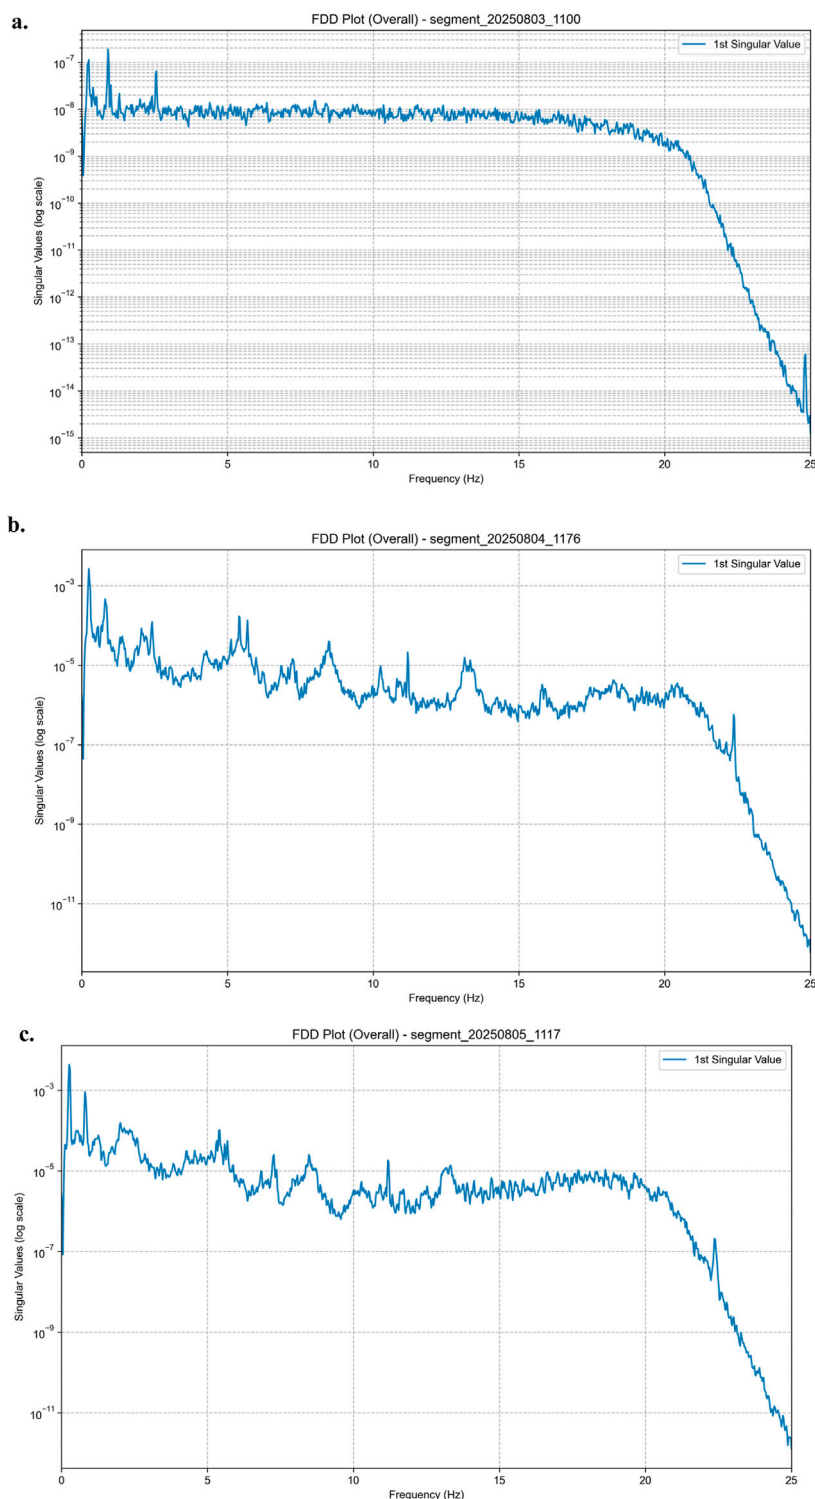 a.
FDD Plot (Overall) - segment_20250803_1100
1st Singular Value
Singular Values (log scale)
10⁻⁷
10⁻⁸
10⁻⁹
10⁻¹⁰
10⁻¹¹
10⁻¹²
10⁻¹³
10⁻¹⁴
10⁻¹⁵
0 5 10 15 20 25
Frequency (Hz)
b.
FDD Plot (Overall) - segment_20250804_1176
1st Singular Value
Singular Values (log scale)
10⁻³
10⁻⁵
10⁻⁷
10⁻⁹
10⁻¹¹
0 5 10 15 20 25
Frequency (Hz)
c.
FDD Plot (Overall) - segment_20250805_1117
1st Singular Value
Singular Values (log scale)
10⁻³
10⁻⁵
10⁻⁷
10⁻⁹
10⁻¹¹
0 5 10 15 20 25
Frequency (Hz)